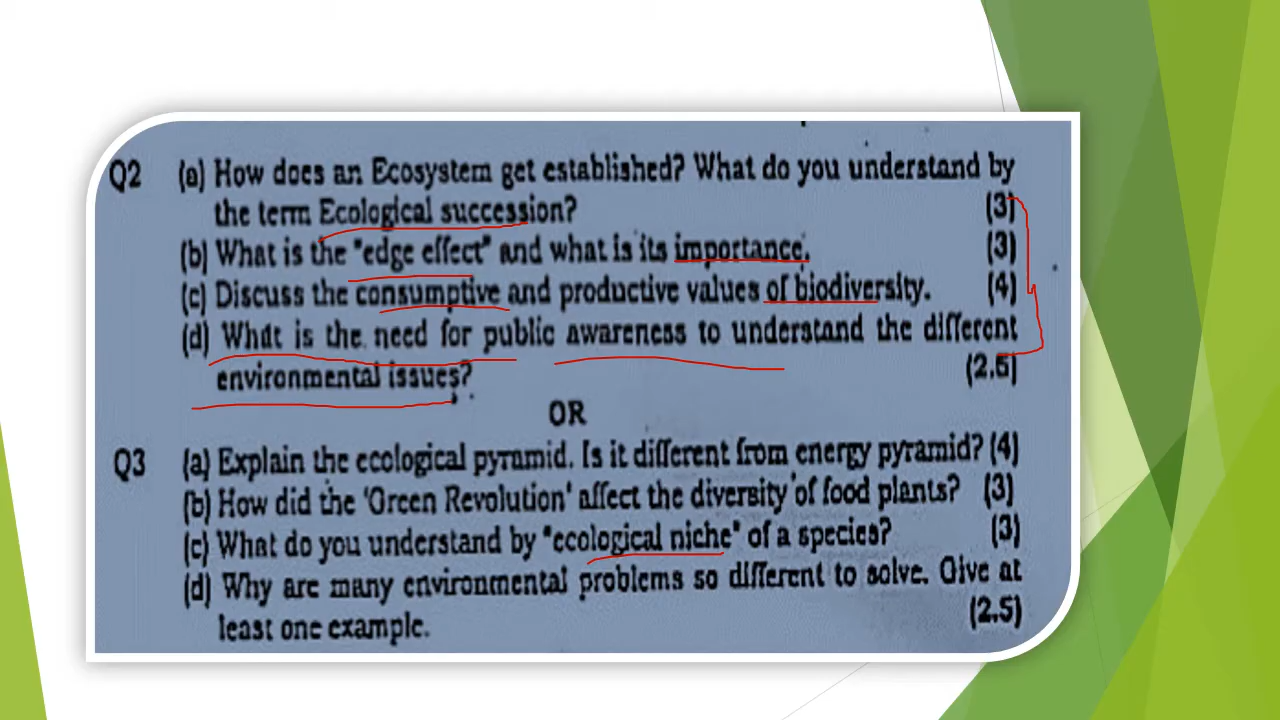 Q2 (a) How does an Ecosystem get established? What do you understand by
the term Ecological succession? (3)
(b) What is the "edge effect" and what is its importance. (3)
(c) Discuss the consumptive and productive values of biodiversity. (4)
(d) What is the need for public awareness to understand the different
environmental issues? (2.5)
OR
Q3 (a) Explain the ecological pyramid. Is it different from energy pyramid? (4)
(b) How did the 'Green Revolution' affect the diversity of food plants? (3)
(c) What do you understand by "ecological niche" of a species? (3)
(d) Why are many environmental problems so different to solve. Give at
least one example. (2.5)